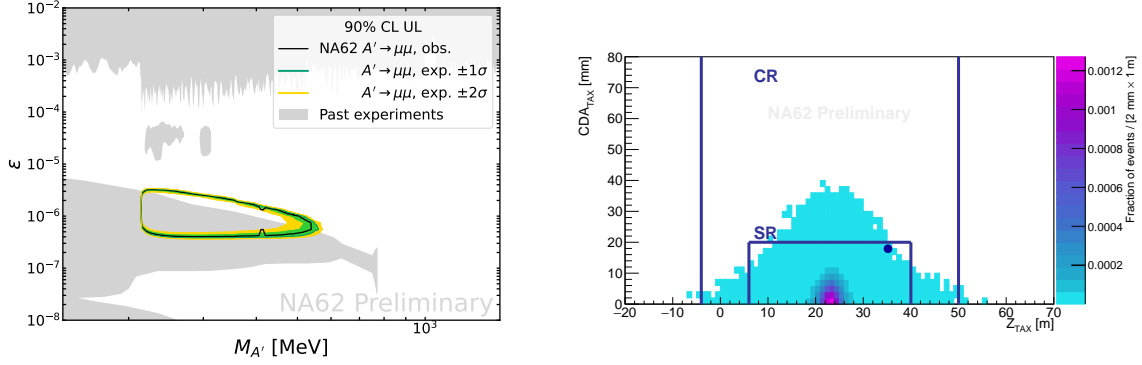 90% CL UL
NA62 A′ → μμ, obs.
A′ → μμ, exp. ±1σ
A′ → μμ, exp. ±2σ
Past experiments
10⁻²
10⁻³
10⁻⁴
10⁻⁵
10⁻⁶
10⁻⁷
10⁻⁸
ε
NA62 Preliminary
10³
M_A′ [MeV]
CDA_TAX [mm]
80
70
60
50
40
30
20
10
0
CR
NA62 Preliminary
SR
−20 −10 0 10 20 30 40 50 60 70
Z_TAX [m]
0.0012
0.001
0.0008
0.0006
0.0004
0.0002
Fraction of events / [2 mm × 1 m]